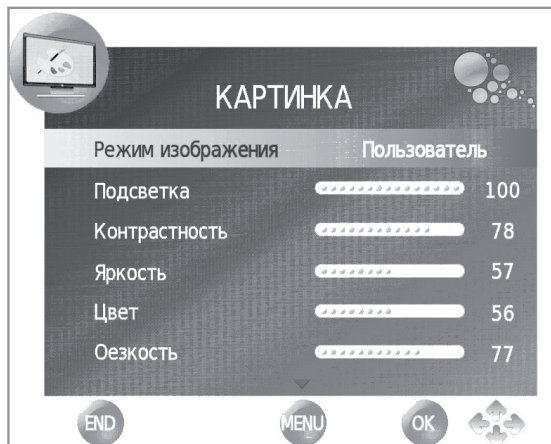 КАРТИНКА
Режим изображения Пользователь
Подсветка 100
Контрастность 78
Яркость 57
Цвет 56
Оезкость 77
END MENU OK